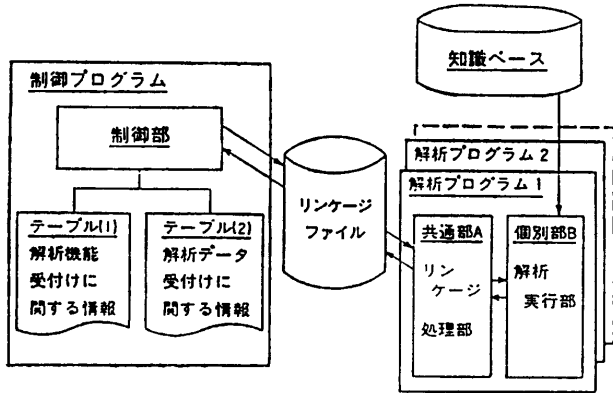 知識ベース
制御プログラム
制御部
テーブル(1)
解析機能
受付けに
関する情報
テーブル(2)
解析データ
受付けに
関する情報
リンケージ
ファイル
解析プログラム2
解析プログラム1
共通部A
リン
ケージ
処理部
個別部B
解析
実行部